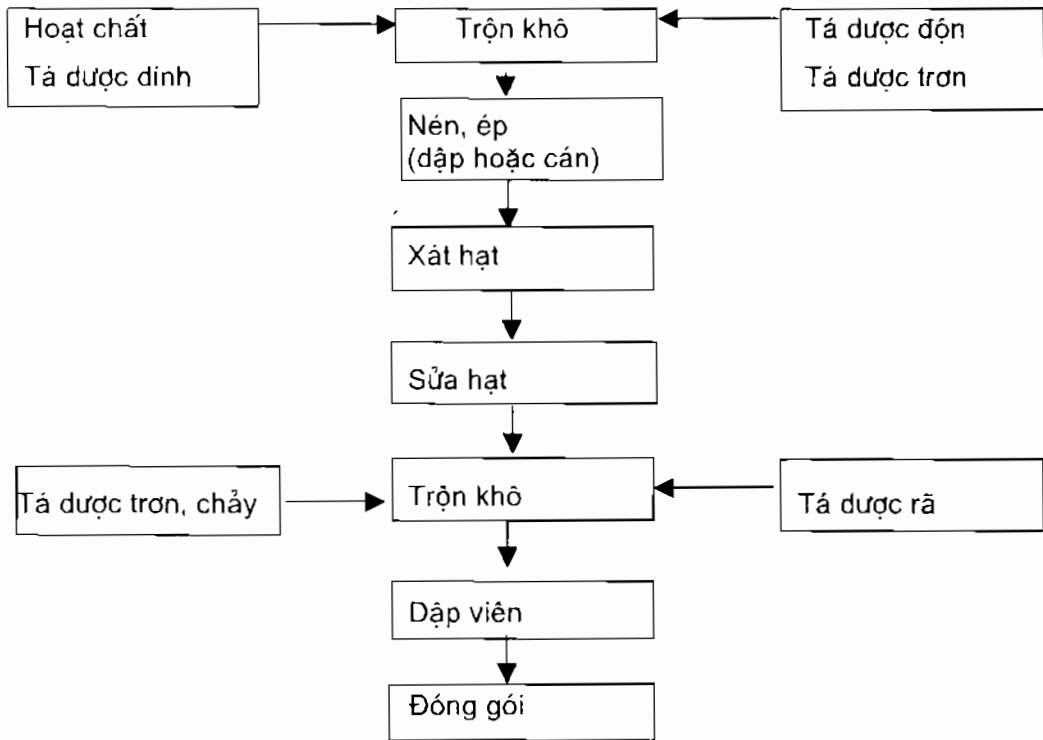 Hoạt chất
Tá dược dính
Trộn khô
Tá dược độn
Tá dược trơn
Nén, ép
(dập hoặc cán)
Xát hạt
Sửa hạt
Tá dược trơn, chảy
Trộn khô
Tá dược rã
Dập viên
Đóng gói